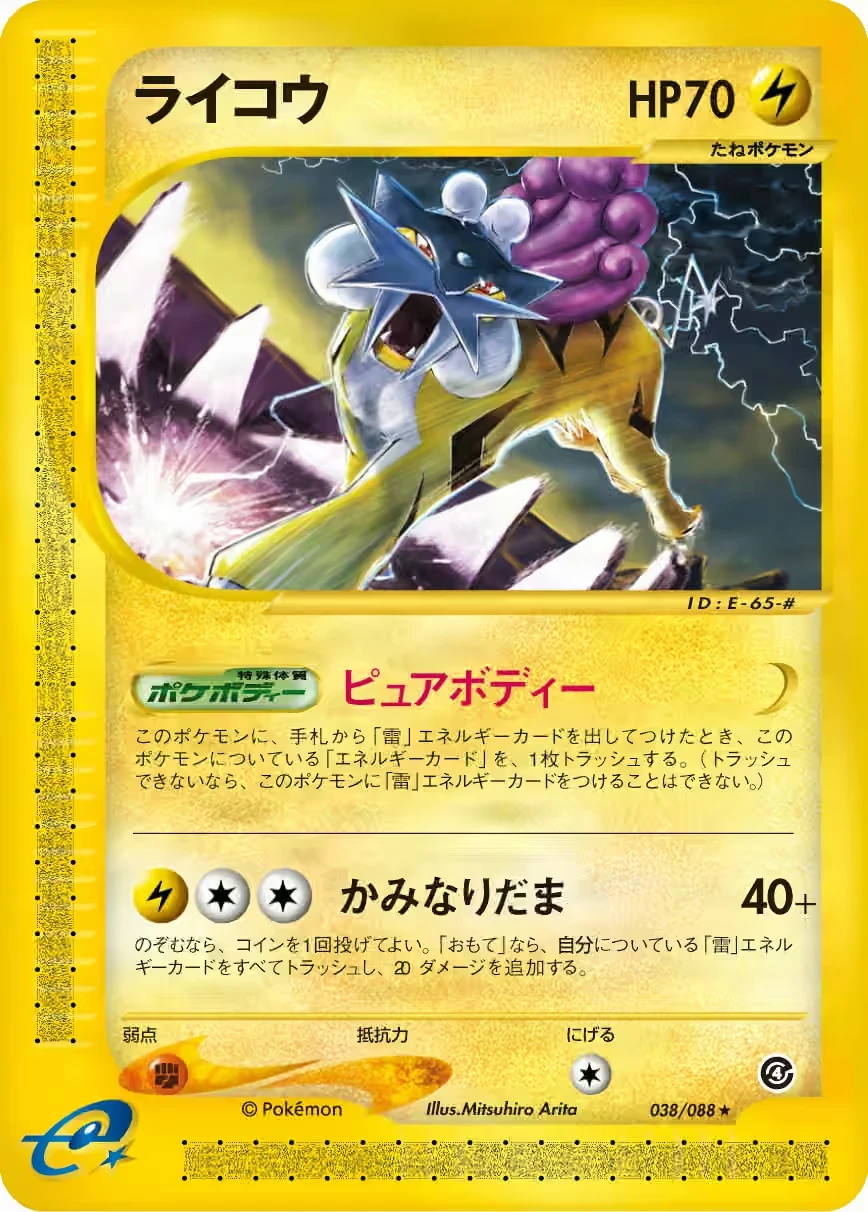 ライコウ HP70
たねポケモン
ID:E-65-#
特殊体質
ポケボディー ピュアボディー
このポケモンに、手札から「雷」エネルギーカードを出してつけたとき、この
ポケモンについている「エネルギーカード」を、1枚トラッシュする。(トラッシュ
できないなら、このポケモンに「雷」エネルギーカードをつけることはできない。)
かみなりだま 40+
のぞむなら、コインを1回投げてよい。「おもて」なら、自分についている「雷」エネル
ギーカードをすべてトラッシュし、20 ダメージを追加する。
弱点 抵抗力 にげる
© Pokémon Illus.Mitsuhiro Arita 038/088 ★
e
4